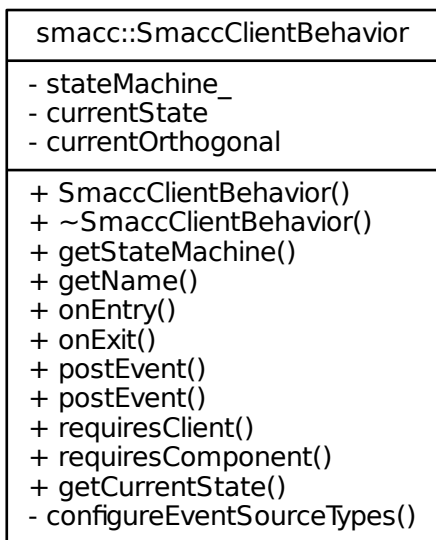 smacc::SmaccClientBehavior
- stateMachine_
- currentState
- currentOrthogonal
+ SmaccClientBehavior()
+ ~SmaccClientBehavior()
+ getStateMachine()
+ getName()
+ onEntry()
+ onExit()
+ postEvent()
+ postEvent()
+ requiresClient()
+ requiresComponent()
+ getCurrentState()
- configureEventSourceTypes()